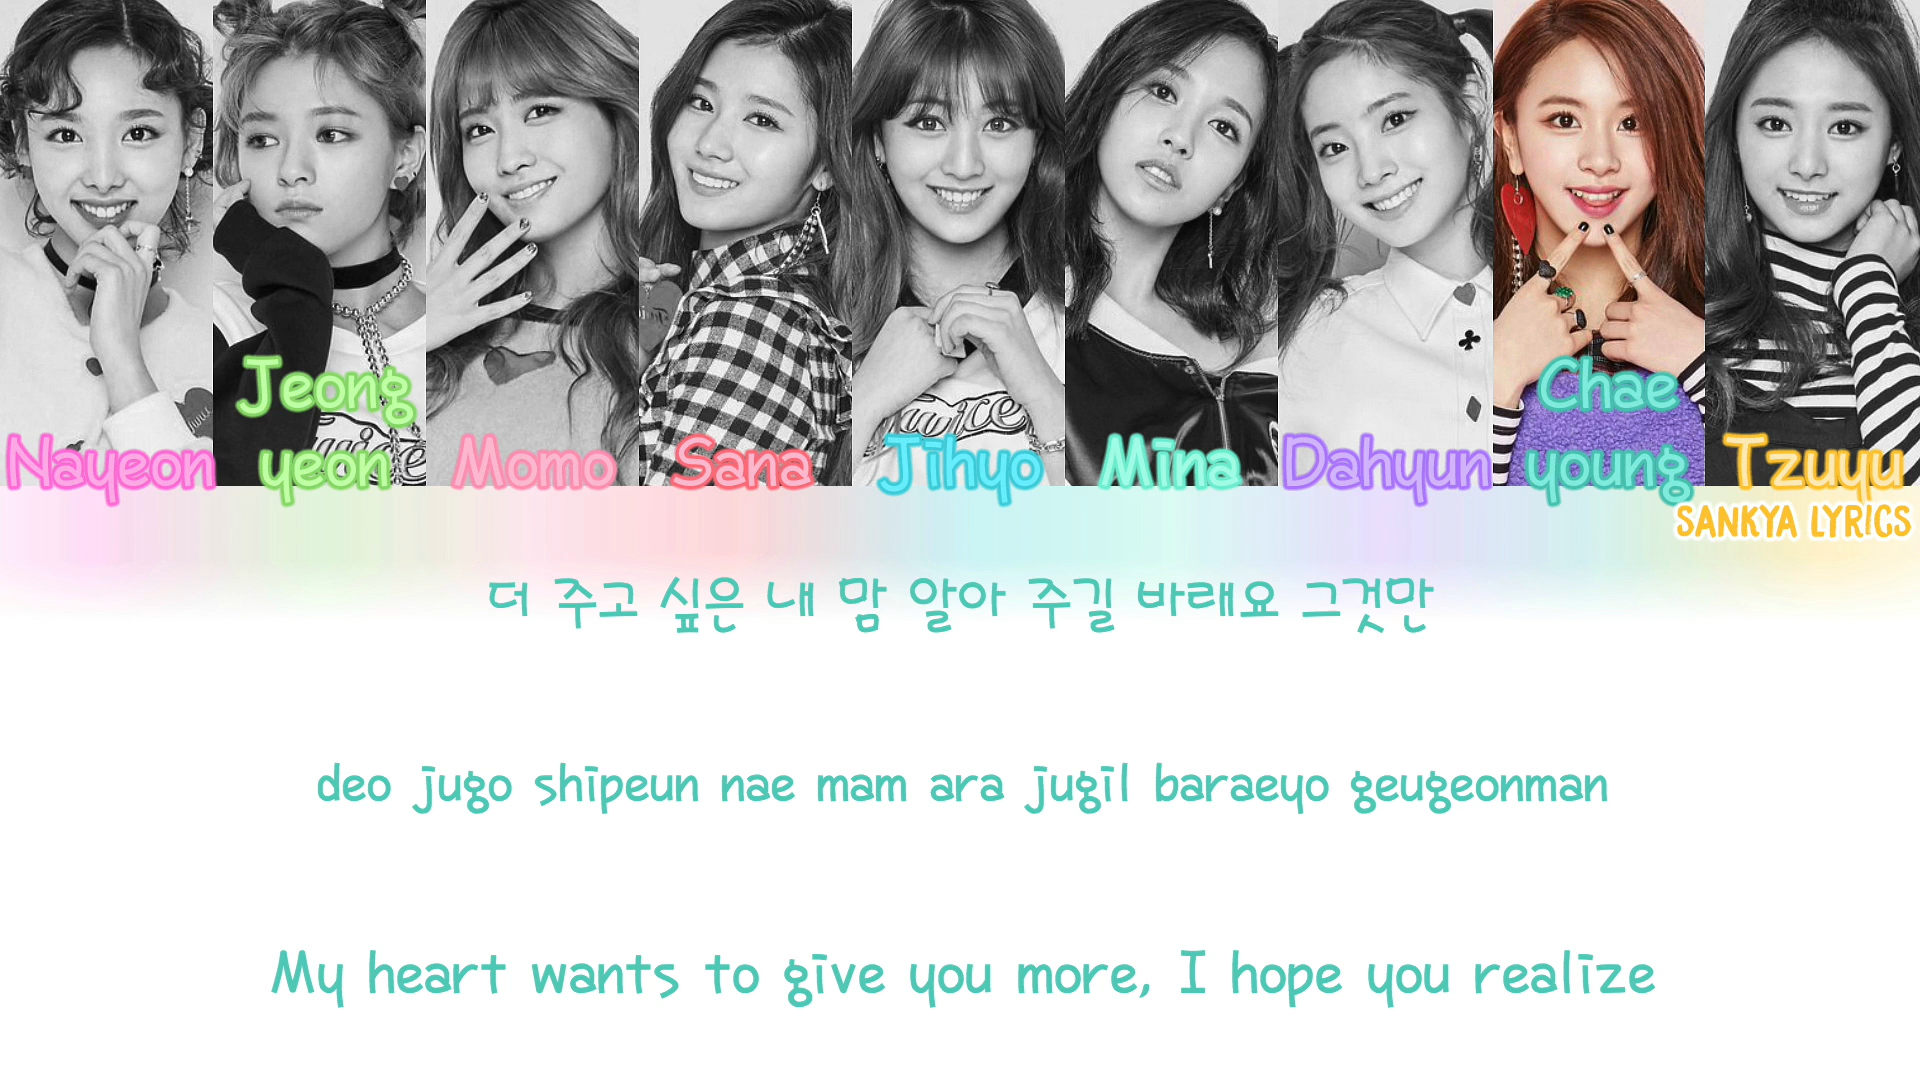 Nayeon
Jeong
yeon
Momo
Sana
Jihyo
Mina
Dahyun
Chae
young
Tzuyu
SANKYA LYRICS
더 주고 싶은 내 맘 알아 주길 바래요 그것만
deo jugo shipeun nae mam ara jugil baraeyo geugeonman
My heart wants to give you more, I hope you realize